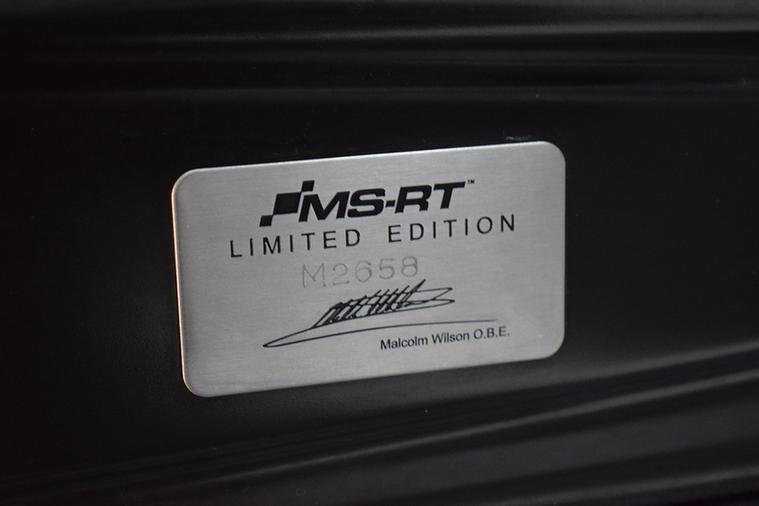 MS-RT™
LIMITED EDITION
M2658
Malcolm Wilson O.B.E.